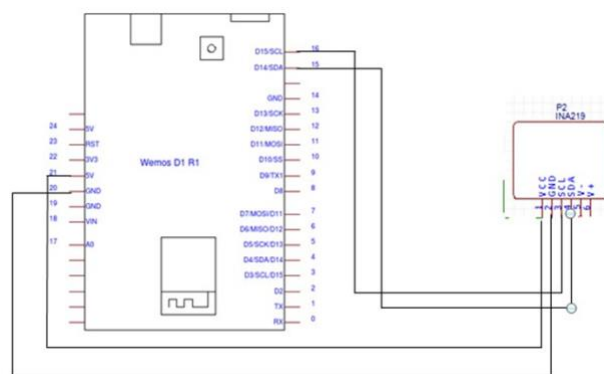 D15/SCL 16
D14/SDA 15
GND 14
D13/SCK 13
D12/MISO 12
D11/MOSI 11
D10/SS 10
D9/TX1 9
D8 8
D7/MOSI/D11 7
D6/MISO/D12 6
D5/SCK/D13 5
D4/SDA/D14 4
D3/SCL/D15 3
D2 2
TX 1
RX 0
24 5V
23 RST
22 3V3
21 5V
20 GND
19 GND
18 VIN
17 A0
Wemos D1 R1
P2
INA219
VCC
GND
SCL
SDA
V-
V+
1 2 3 4 5 6